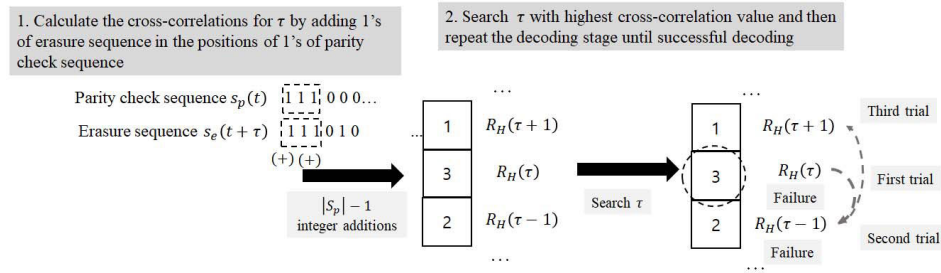 1. Calculate the cross-correlations for τ by adding 1's
of erasure sequence in the positions of 1's of parity
check sequence
2. Search τ with highest cross-correlation value and then
repeat the decoding stage until successful decoding
Parity check sequence s_p(t) 1 1 1 0 0 0…
Erasure sequence s_e(t + τ) 1 1 1 0 1 0
(+) (+)
|S_p| − 1
integer additions
…
... 1 R_H(τ + 1)
3 R_H(τ)
2 R_H(τ − 1)
…
Search τ
…
1 R_H(τ + 1)
3 R_H(τ)
Failure
2 R_H(τ − 1)
Failure
…
Third trial
First trial
Second trial